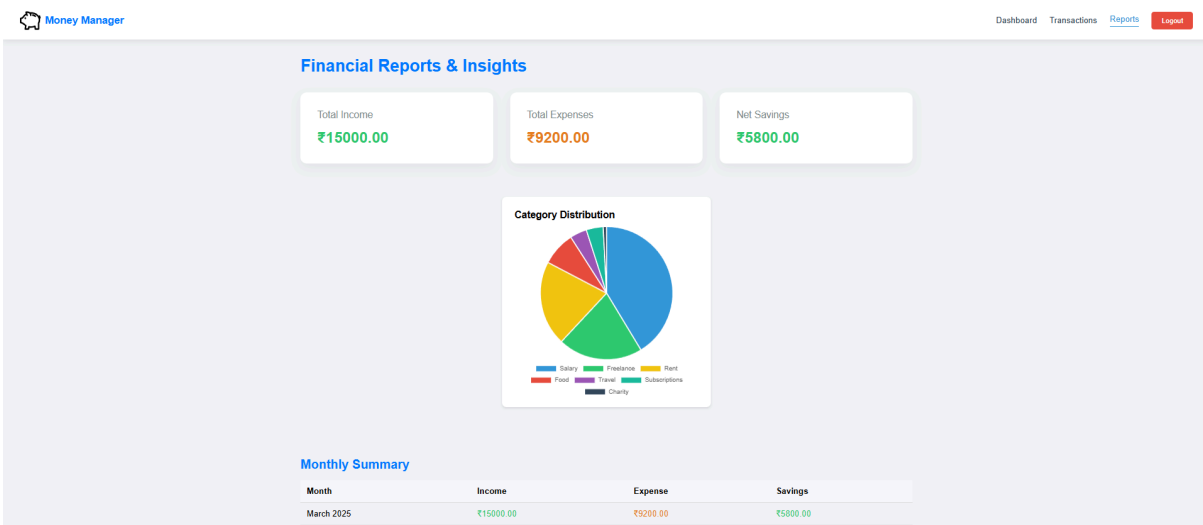 Money Manager
Dashboard Transactions Reports Logout
Financial Reports & Insights
Total Income
₹15000.00
Total Expenses
₹9200.00
Net Savings
₹5800.00
Category Distribution
Salary Freelance Rent
Food Travel Subscriptions
Charity
Monthly Summary
Month Income Expense Savings
March 2025 ₹15000.00 ₹9200.00 ₹5800.00